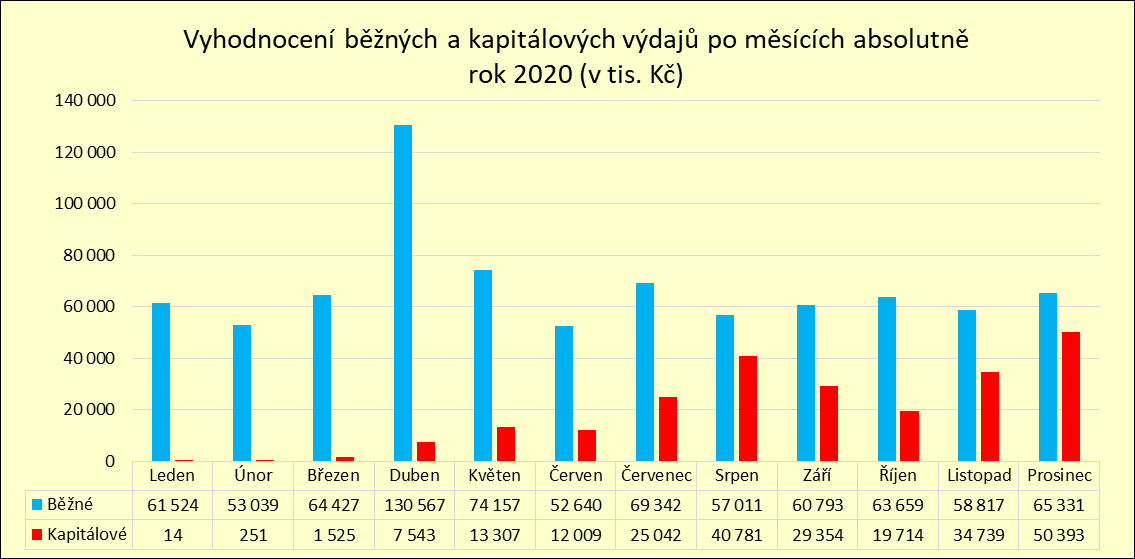 Vyhodnocení běžných a kapitálových výdajů po měsících absolutně
rok 2020 (v tis. Kč)
140 000
120 000
100 000
80 000
60 000
40 000
20 000
0
Leden Únor Březen Duben Květen Červen Červenec Srpen Září Říjen Listopad Prosinec
Běžné 61 524 53 039 64 427 130 567 74 157 52 640 69 342 57 011 60 793 63 659 58 817 65 331
Kapitálové 14 251 1 525 7 543 13 307 12 009 25 042 40 781 29 354 19 714 34 739 50 393